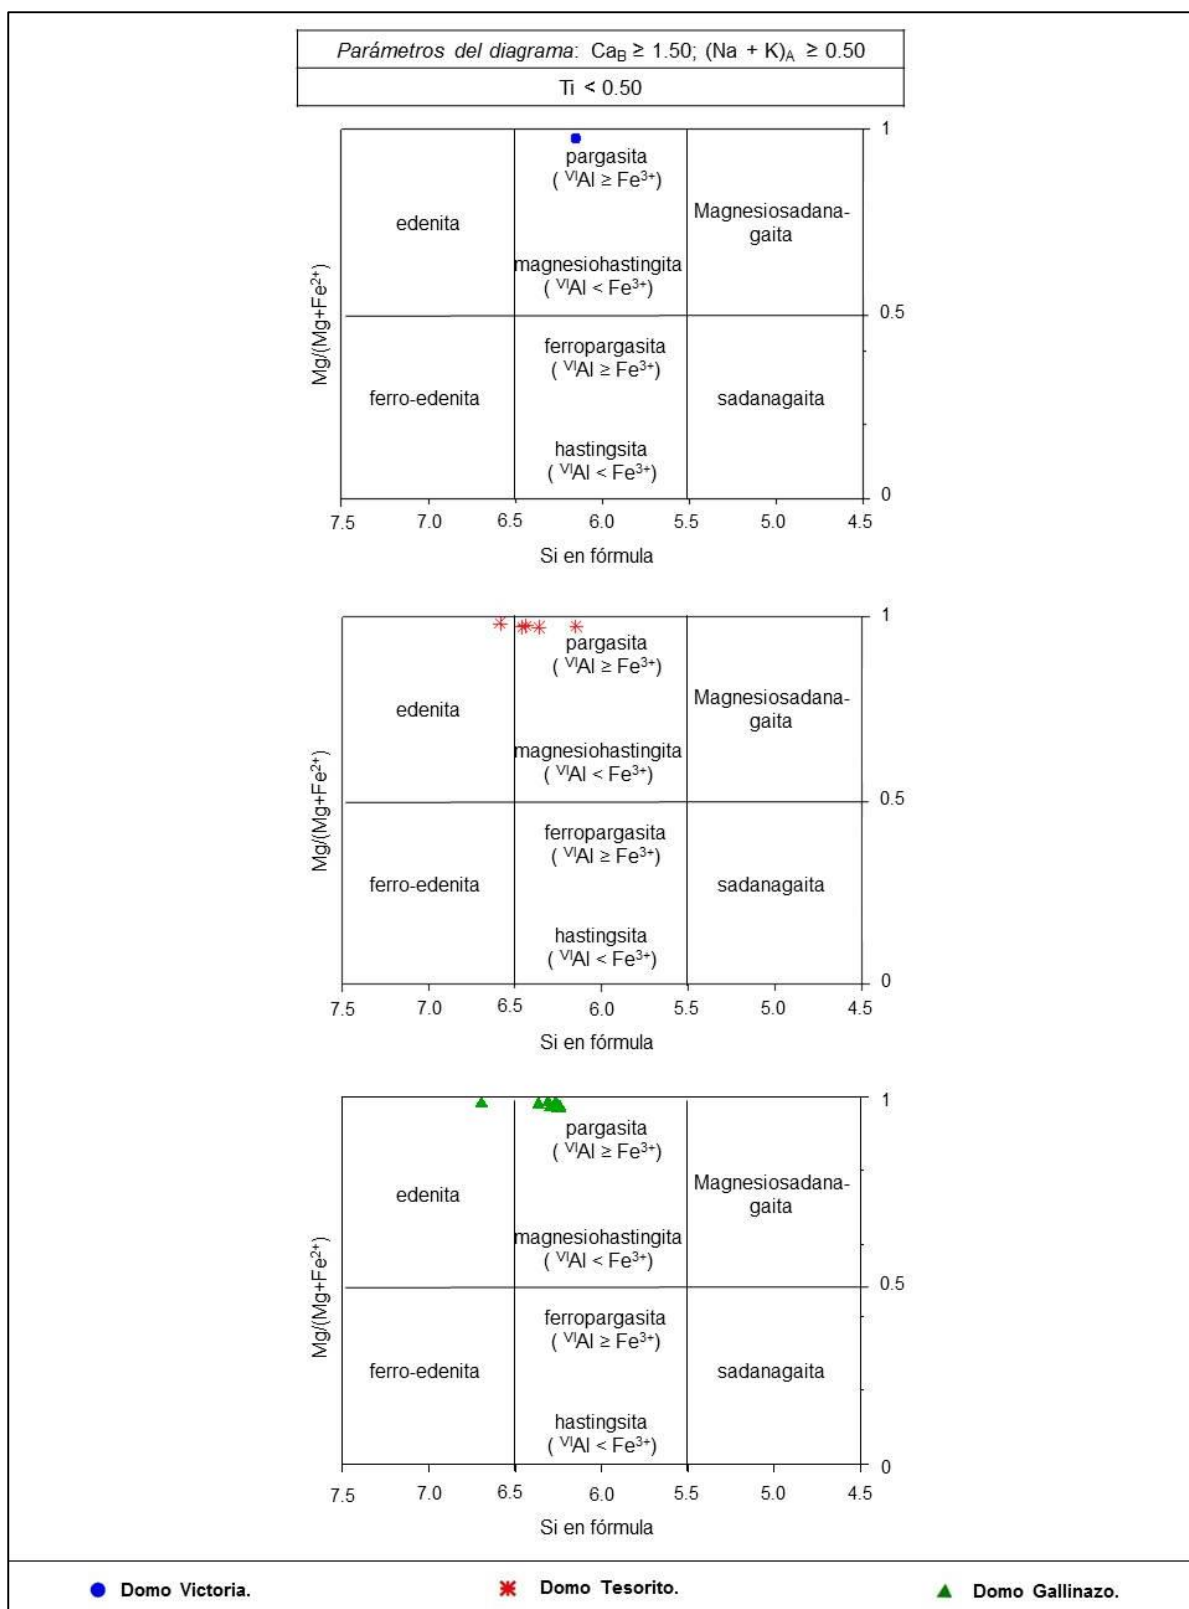 Parámetros del diagrama: Ca_B ≥ 1.50; (Na + K)_A ≥ 0.50
Ti < 0.50
1
pargasita
( ^VIAl ≥ Fe³⁺)
Magnesiosadana-
gaita
edenita
magnesiohastingita
( ^VIAl < Fe³⁺)
Mg/(Mg+Fe²⁺)
0.5
ferropargasita
( ^VIAl ≥ Fe³⁺)
ferro-edenita
sadanagaita
hastingsita
( ^VIAl < Fe³⁺)
0
7.5 7.0 6.5 6.0 5.5 5.0 4.5
Si en fórmula
1
pargasita
( ^VIAl ≥ Fe³⁺)
Magnesiosadana-
gaita
edenita
magnesiohastingita
( ^VIAl < Fe³⁺)
Mg/(Mg+Fe²⁺)
0.5
ferropargasita
( ^VIAl ≥ Fe³⁺)
ferro-edenita
sadanagaita
hastingsita
( ^VIAl < Fe³⁺)
0
7.5 7.0 6.5 6.0 5.5 5.0 4.5
Si en fórmula
1
pargasita
( ^VIAl ≥ Fe³⁺)
Magnesiosadana-
gaita
edenita
magnesiohastingita
( ^VIAl < Fe³⁺)
Mg/(Mg+Fe²⁺)
0.5
ferropargasita
( ^VIAl ≥ Fe³⁺)
ferro-edenita
sadanagaita
hastingsita
( ^VIAl < Fe³⁺)
0
7.5 7.0 6.5 6.0 5.5 5.0 4.5
Si en fórmula
Domo Victoria. Domo Tesorito. Domo Gallinazo.